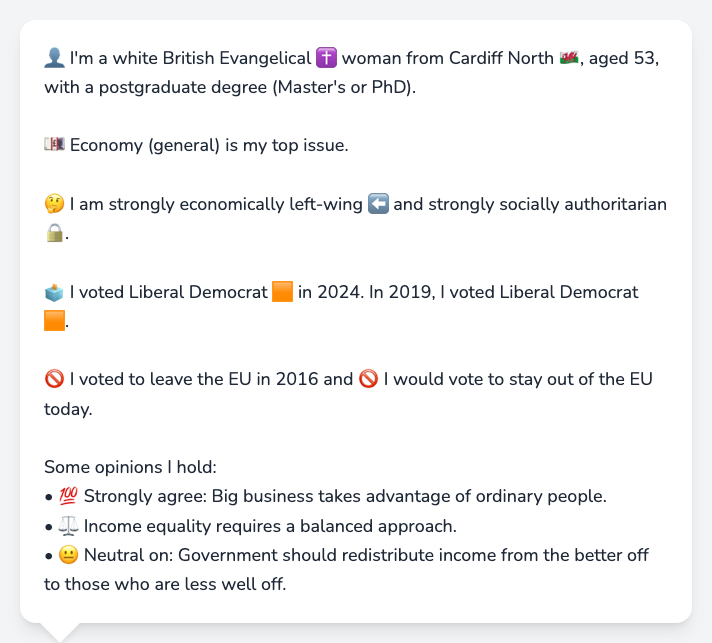 👤 I'm a white British Evangelical ✝️ woman from Cardiff North 🏴󠁧󠁢󠁷󠁬󠁳󠁿, aged 53,
with a postgraduate degree (Master's or PhD).
💷 Economy (general) is my top issue.
🤔 I am strongly economically left-wing ⬅️ and strongly socially authoritarian
🔒.
🗳️ I voted Liberal Democrat 🟧 in 2024. In 2019, I voted Liberal Democrat
🟧.
🚫 I voted to leave the EU in 2016 and 🚫 I would vote to stay out of the EU
today.
Some opinions I hold:
• 💯 Strongly agree: Big business takes advantage of ordinary people.
• ⚖️ Income equality requires a balanced approach.
• 😐 Neutral on: Government should redistribute income from the better off
to those who are less well off.